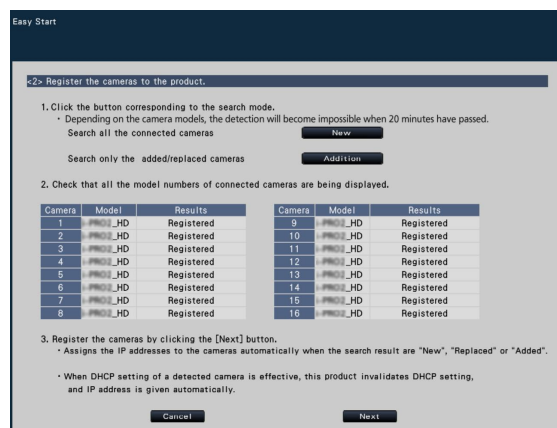 Easy Start
<2> Register the cameras to the product.
1. Click the button corresponding to the search mode.
・Depending on the camera models, the detection will become impossible when 20 minutes have passed.
Search all the connected cameras New
Search only the added/replaced cameras Addition
2. Check that all the model numbers of connected cameras are being displayed.
Camera Model Results Camera Model Results
1 _HD Registered 9 _HD Registered
2 _HD Registered 10 _HD Registered
3 _HD Registered 11 _HD Registered
4 _HD Registered 12 _HD Registered
5 _HD Registered 13 _HD Registered
6 _HD Registered 14 _HD Registered
7 _HD Registered 15 _HD Registered
8 _HD Registered 16 _HD Registered
3. Register the cameras by clicking the [Next] button.
・Assigns the IP addresses to the cameras automatically when the search result are "New", "Replaced" or "Added".
・When DHCP setting of a detected camera is effective, this product invalidates DHCP setting,
and IP address is given automatically.
Cancel Next